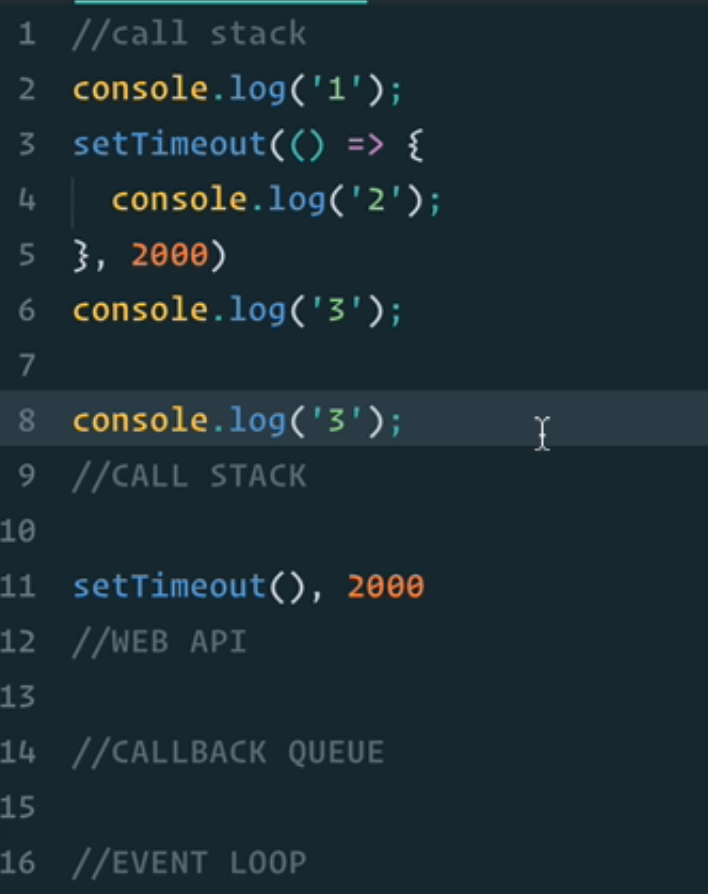 1 //call stack
2 console.log('1');
3 setTimeout(() => {
4 console.log('2');
5 }, 2000)
6 console.log('3');
7
8 console.log('3');
9 //CALL STACK
10
11 setTimeout(), 2000
12 //WEB API
13
14 //CALLBACK QUEUE
15
16 //EVENT LOOP